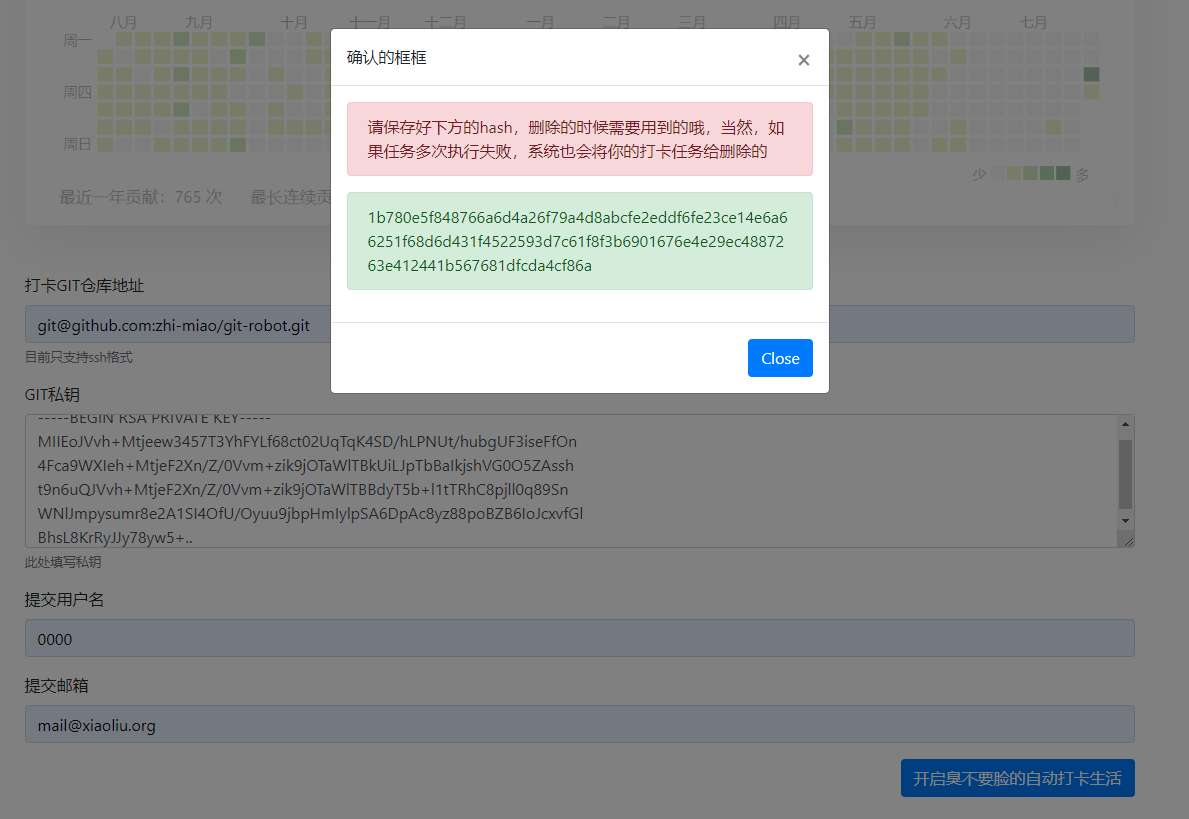 八月 九月 十月 十一月 十二月 一月 二月 三月 四月 五月 六月 七月
周一
周四
周日
少 多
最近一年贡献：765 次 最长连续贡
确认的框框
×
请保存好下方的hash，删除的时候需要用到的哦，当然，如
果任务多次执行失败，系统也会将你的打卡任务给删除的
1b780e5f848766a6d4a26f79a4d8abcfe2eddf6fe23ce14e6a6
6251f68d6d431f4522593d7c61f8f3b6901676e4e29ec48872
63e412441b567681dfcda4cf86a
Close
打卡GIT仓库地址
git@github.com:zhi-miao/git-robot.git
目前只支持ssh格式
GIT私钥
-----BEGIN RSA PRIVATE KEY-----
MIIEoJVvh+Mtjeew3457T3YhFYLf68ct02UqTqK4SD/hLPNUt/hubgUF3iseFfOn
4Fca9WXIeh+MtjeF2Xn/Z/0Vvm+zik9jOTaWlTBkUiLJpTbBaIkjshVG0O5ZAssh
t9n6uQJVvh+MtjeF2Xn/Z/0Vvm+zik9jOTaWlTBBdyT5b+l1tTRhC8pjll0q89Sn
WNlJmpysumr8e2A1SI4OfU/Oyuu9jbpHmIylpSA6DpAc8yz88poBZB6IoJcxvfGl
BhsL8KrRyJJy78yw5+..
此处填写私钥
提交用户名
0000
提交邮箱
mail@xiaoliu.org
开启臭不要脸的自动打卡生活